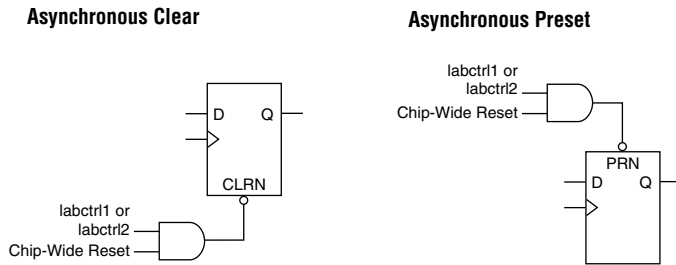 Asynchronous Clear
D Q
CLRN
labctrl1 or
labctrl2
Chip-Wide Reset
Asynchronous Preset
labctrl1 or
labctrl2
Chip-Wide Reset
PRN
D Q